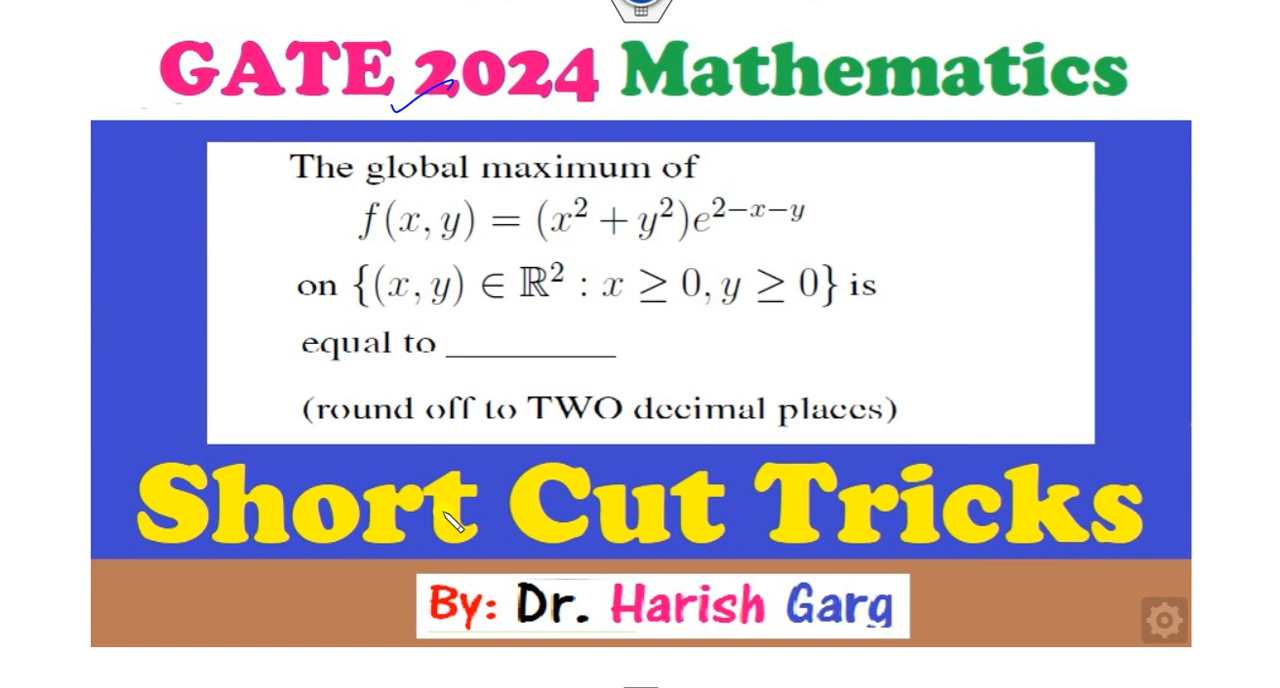 GATE 2024 Mathematics
The global maximum of
f(x, y) = (x² + y²)e²⁻ˣ⁻ʸ
on {(x, y) ∈ ℝ² : x ≥ 0, y ≥ 0} is
equal to ________
(round off to TWO decimal places)
Short Cut Tricks
By: Dr. Harish Garg